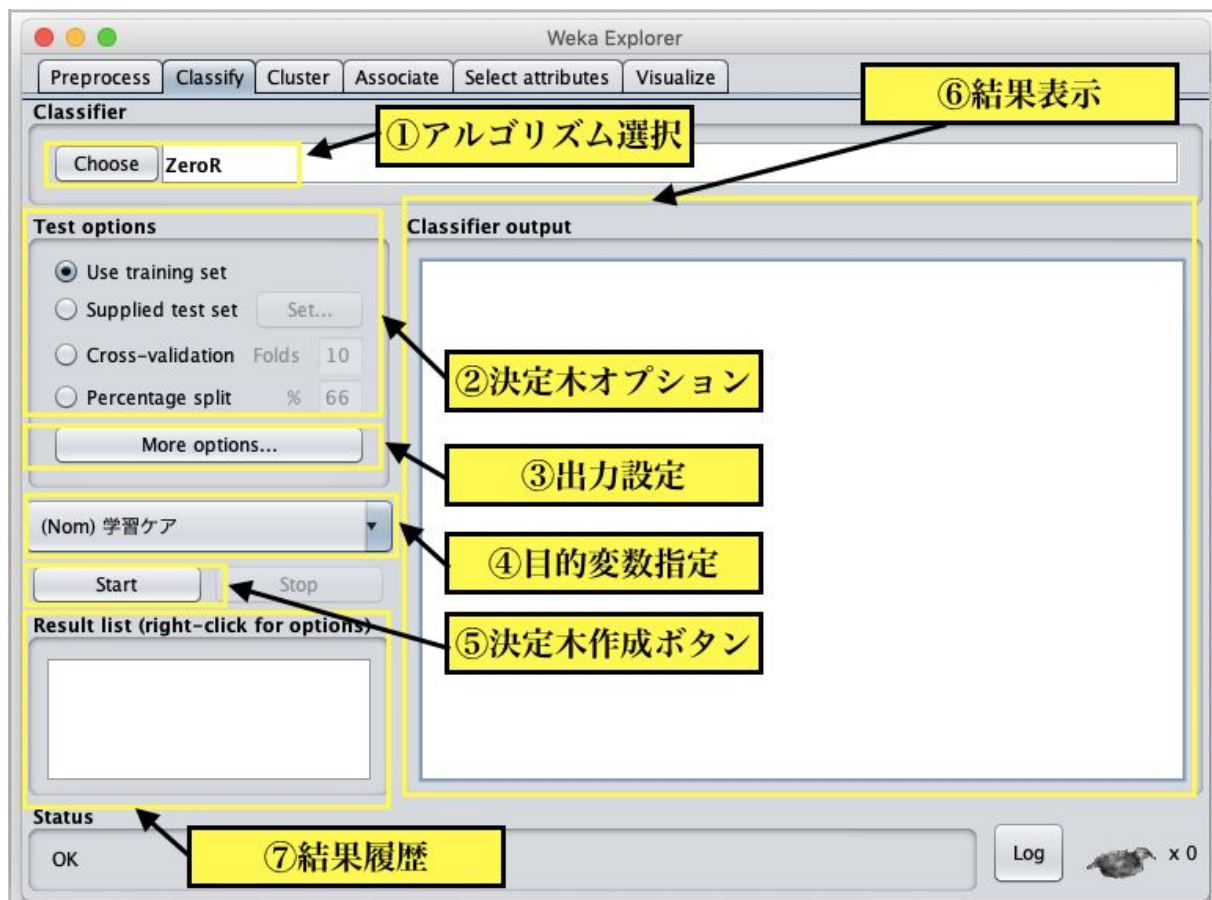 Weka Explorer
Preprocess Classify Cluster Associate Select attributes Visualize
⑥結果表示
Classifier
①アルゴリズム選択
Choose ZeroR
Test options
Classifier output
Use training set
Supplied test set Set...
Cross-validation Folds 10
②決定木オプション
Percentage split % 66
More options...
③出力設定
(Nom) 学習ケア
④目的変数指定
Start Stop
Result list (right-click for options)
⑤決定木作成ボタン
Status
⑦結果履歴
OK
Log x 0